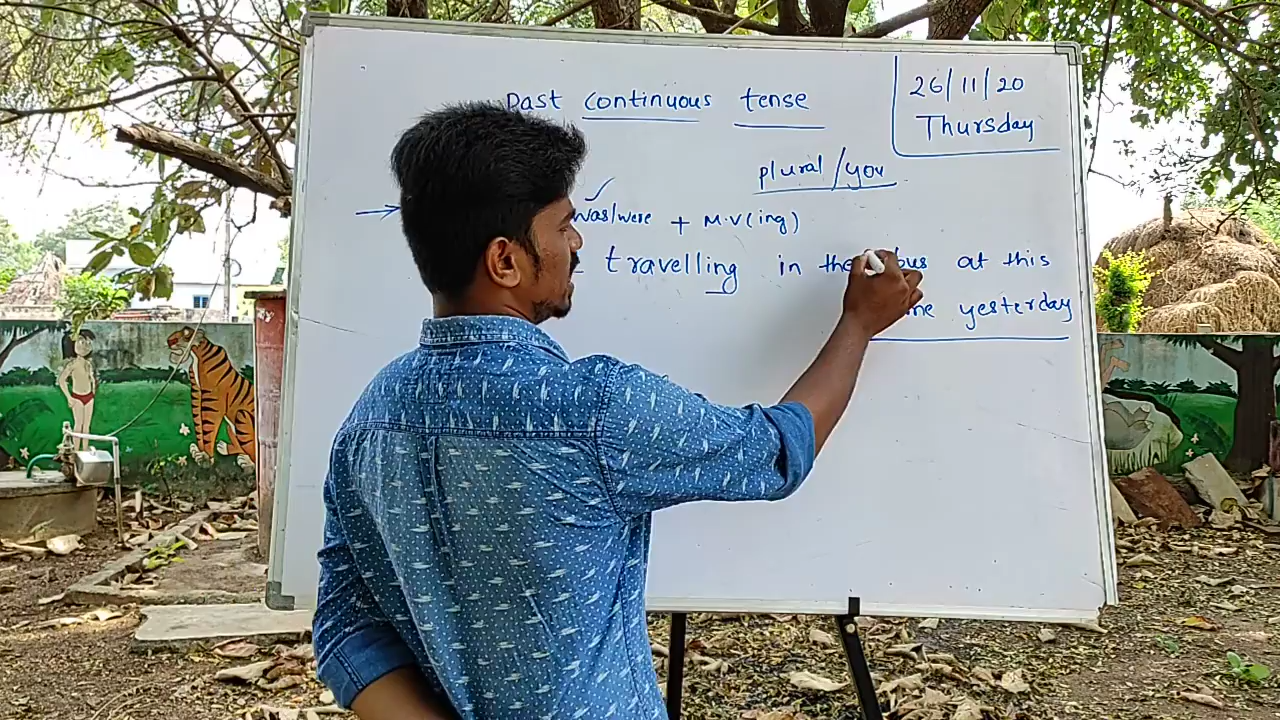 Past continuous tense
26/11/20
Thursday
plural/you
was/were + M.V(ing)
travelling in the bus at this
yesterday